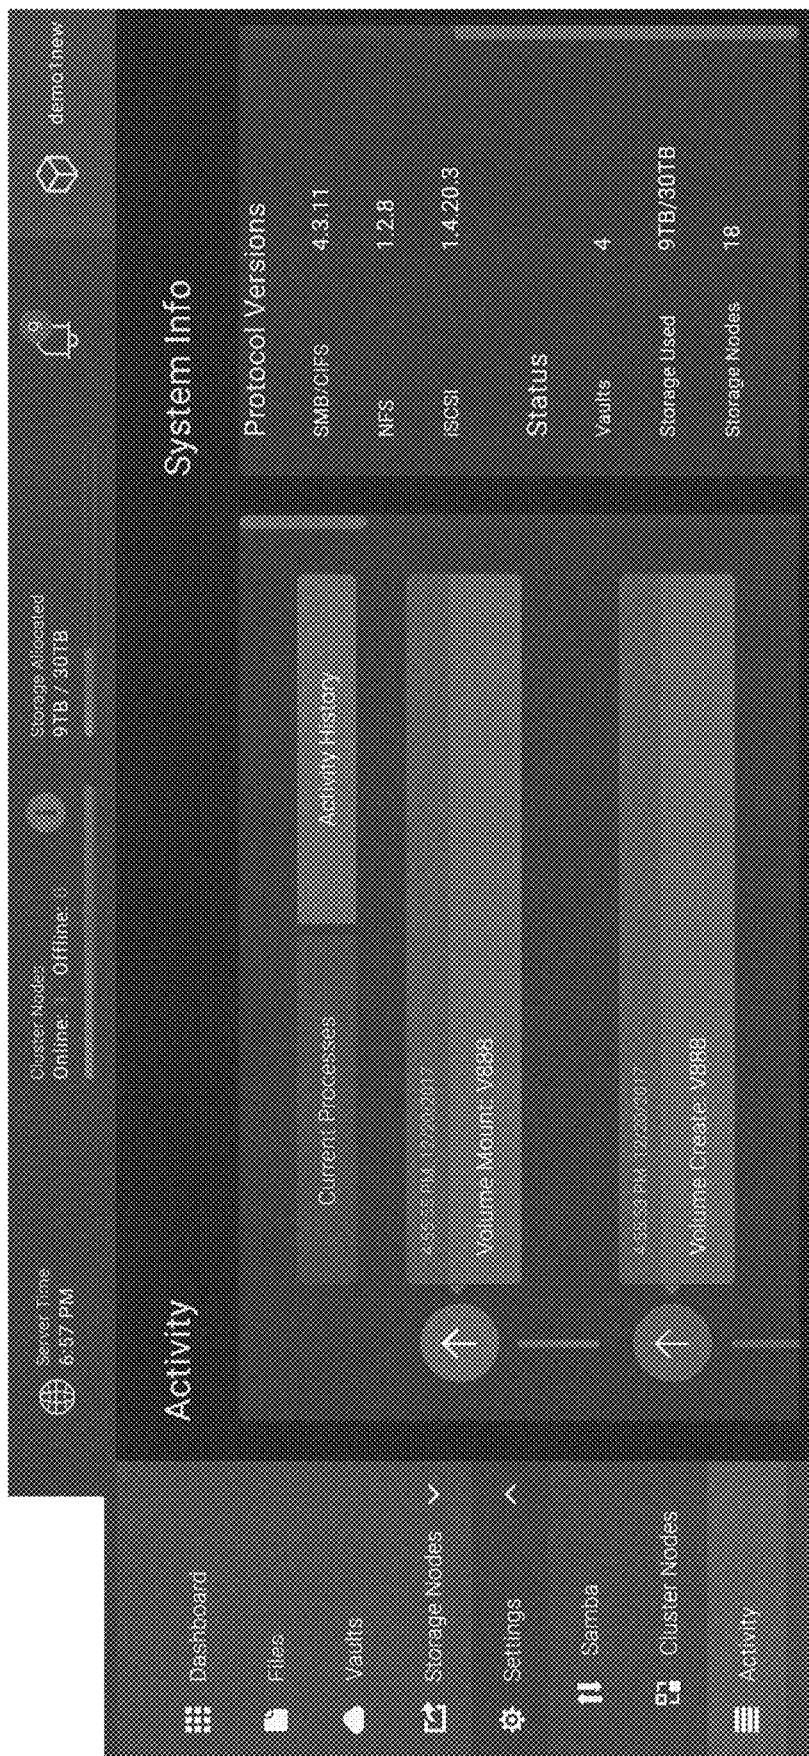 Server Time
6:57 PM
Cluster Nodes
Online: Offline: 0
Storage Allocated
9TB / 30TB
9
demo1new
Dashboard
Files
Vaults
Storage Nodes
Settings
Samba
Cluster Nodes
Activity
Activity
Current Processes
Activity History
Volume Mount: V888
Volume Create: V888
System Info
Protocol Versions
SMB/CIFS 4.3.11
NFS 1.2.8
iSCSI 1.4.20.3
Status
Vaults 4
Storage Used 9TB/30TB
Storage Nodes 18